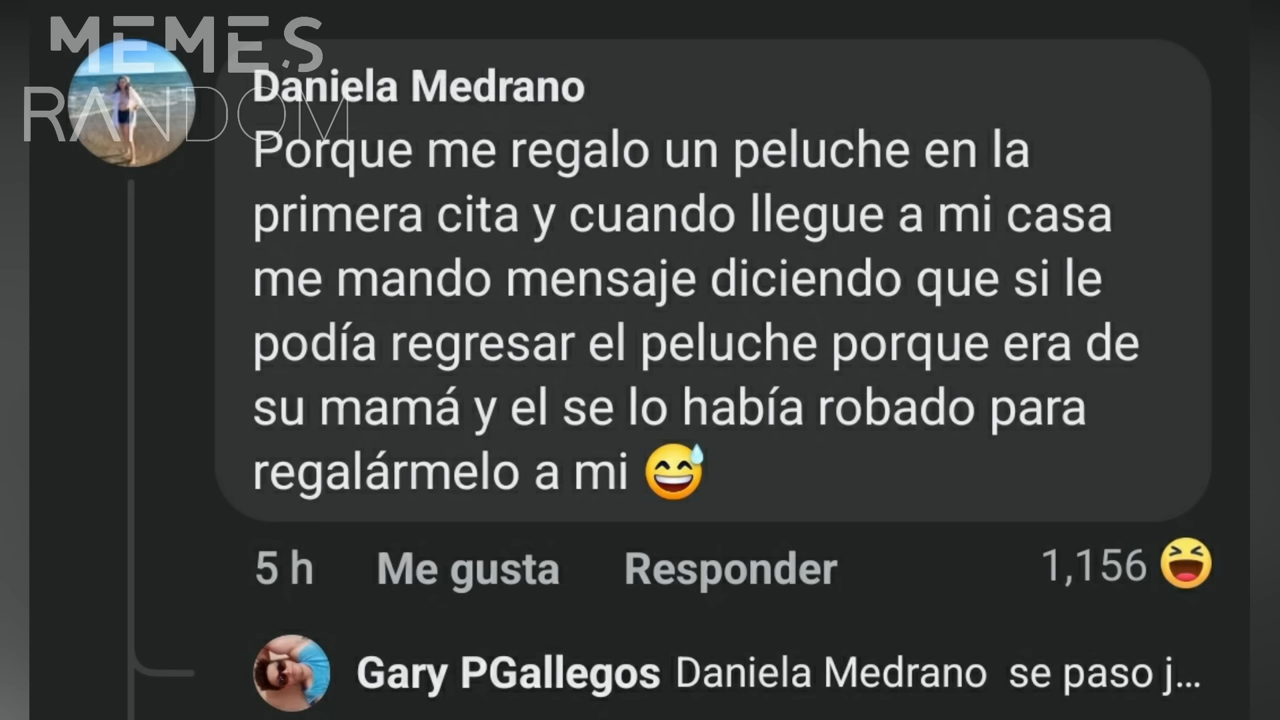 MEMES
RANDOM
Daniela Medrano
Porque me regalo un peluche en la
primera cita y cuando llegue a mi casa
me mando mensaje diciendo que si le
podía regresar el peluche porque era de
su mamá y el se lo había robado para
regalármelo a mi 😅
5 h Me gusta Responder 1,156 😆
Gary PGallegos Daniela Medrano se paso j...